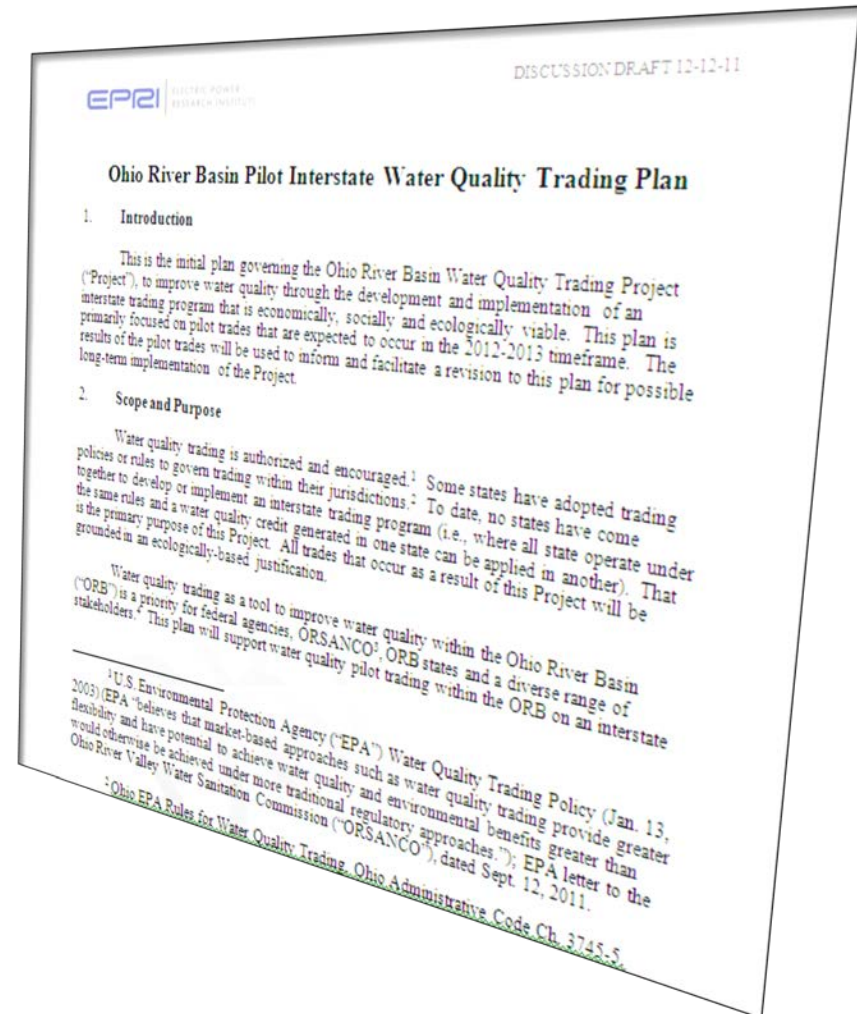 DISCUSSION DRAFT 12-12-11
EPRI
ELECTRIC POWER
RESEARCH INSTITUTE
Ohio River Basin Pilot Interstate Water Quality Trading Plan
1. Introduction
This is the initial plan governing the Ohio River Basin Water Quality Trading Project
("Project"), to improve water quality through the development and implementation of an
interstate trading program that is economically, socially and ecologically viable. This plan is
primarily focused on pilot trades that are expected to occur in the 2012-2013 timeframe. The
results of the pilot trades will be used to inform and facilitate a revision to this plan for possible
long-term implementation of the Project.
2. Scope and Purpose
Water quality trading is authorized and encouraged.1 Some states have adopted trading
policies or rules to govern trading within their jurisdictions.2 To date, no states have come
together to develop or implement an interstate trading program (i.e., where all state operate under
the same rules and a water quality credit generated in one state can be applied in another). That
is the primary purpose of this Project. All trades that occur as a result of this Project will be
grounded in an ecologically-based justification.
Water quality trading as a tool to improve water quality within the Ohio River Basin
("ORB") is a priority for federal agencies, ORSANCO3, ORB states and a diverse range of
stakeholders.4 This plan will support water quality pilot trading within the ORB on an interstate
1 U.S. Environmental Protection Agency ("EPA") Water Quality Trading Policy (Jan. 13,
2003) (EPA "believes that market-based approaches such as water quality trading provide greater
flexibility and have potential to achieve water quality and environmental benefits greater than
would otherwise be achieved under more traditional regulatory approaches."); EPA letter to the
Ohio River Valley Water Sanitation Commission ("ORSANCO"), dated Sept. 12, 2011.
2 Ohio EPA Rules for Water Quality Trading, Ohio Administrative Code Ch. 3745-5.